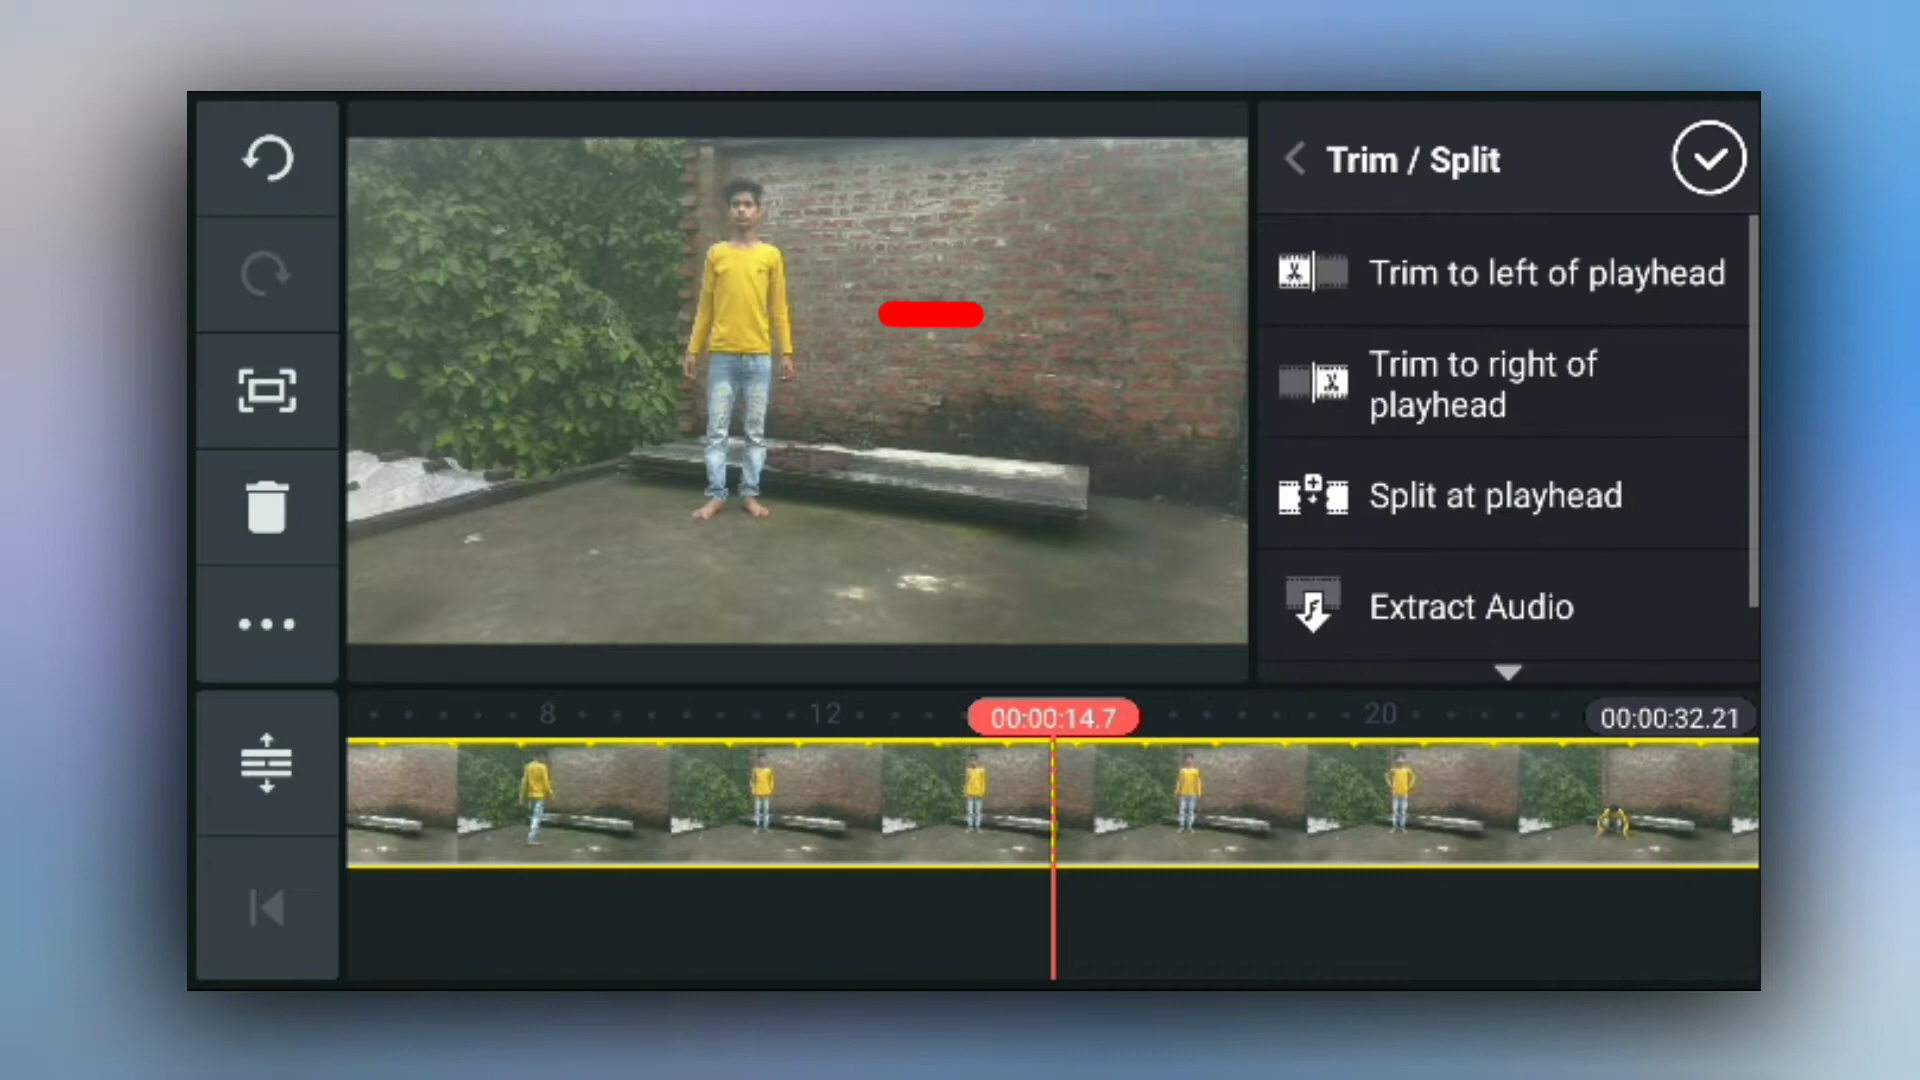 Trim / Split
Trim to left of playhead
Trim to right of
playhead
Split at playhead
Extract Audio
8
12
00:00:14.7
20
00:00:32.21